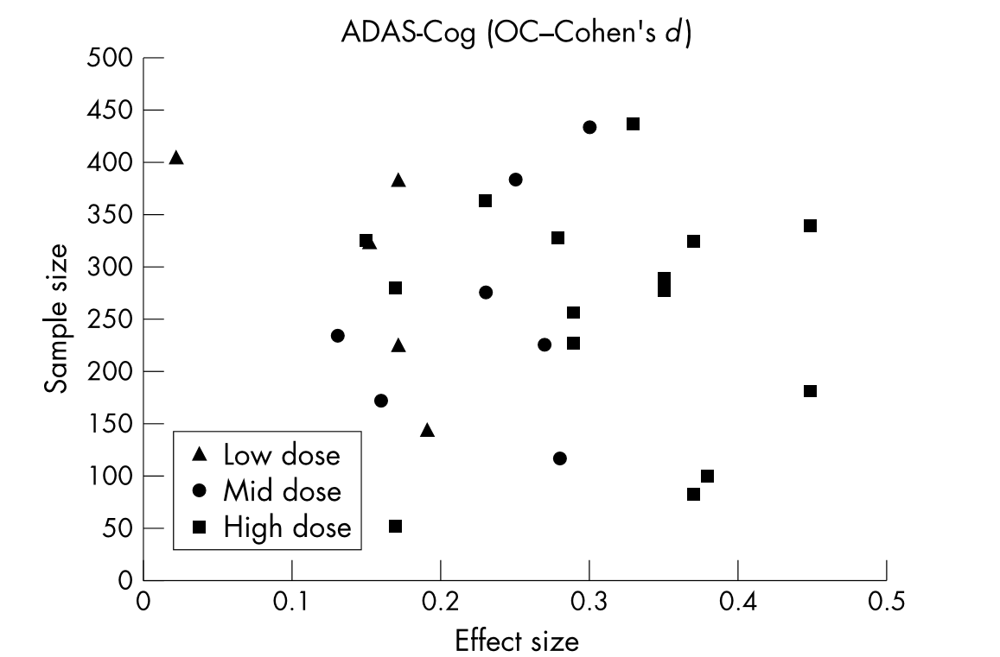 ADAS-Cog (OC–Cohen's d)
500
450
400
350
300
250
200
150
100
50
0
Sample size
Low dose
Mid dose
High dose
0 0.1 0.2 0.3 0.4 0.5
Effect size